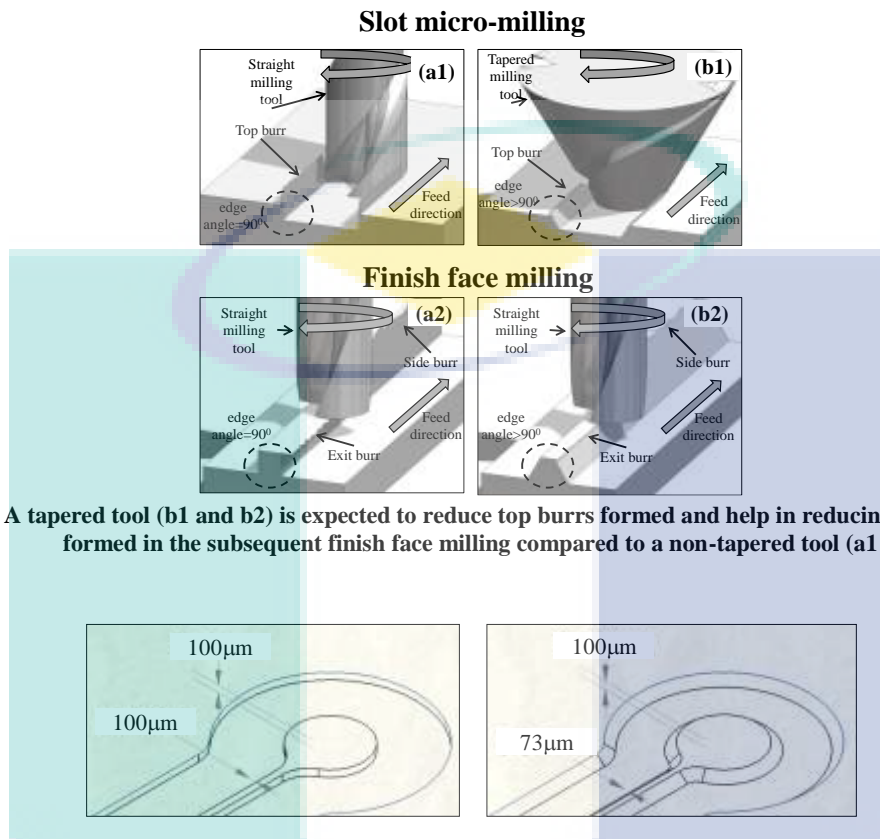 Slot micro-milling
Straight
milling
tool
(a1)
Top burr
edge
angle=90⁰
Feed
direction
Tapered
milling
tool
(b1)
Top burr
edge
angle>90⁰
Feed
direction
Finish face milling
Straight
milling
tool
(a2)
Side burr
edge
angle=90⁰
Feed
direction
Exit burr
Straight
milling
tool
(b2)
Side burr
edge
angle>90⁰
Feed
direction
Exit burr
A tapered tool (b1 and b2) is expected to reduce top burrs formed and help in
formed in the subsequent finish face milling compared to a non-tapered tool (a1
100μm
100μm
100μm
73μm